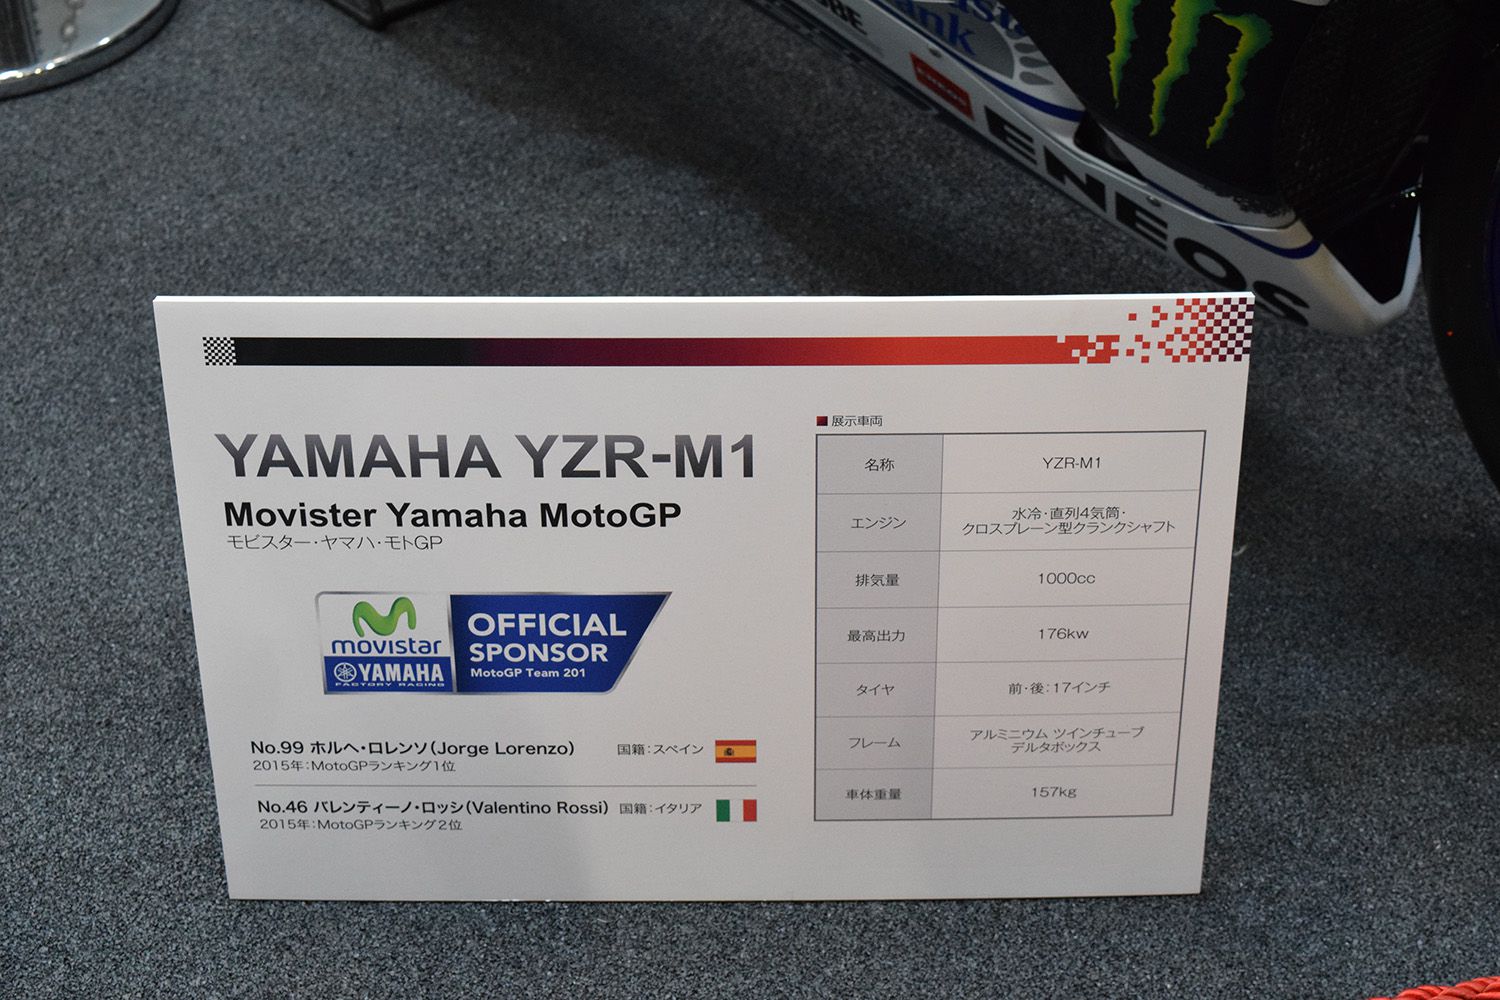 ank
ENEOS
ENEOS
YAMAHA YZR-M1
Movister Yamaha MotoGP
モビスター・ヤマハ・モトGP
movistar
YAMAHA
FACTORY RACING
OFFICIAL
SPONSOR
MotoGP Team 201
No.99 ホルヘ・ロレンソ(Jorge Lorenzo) 国籍:スペイン
2015年:MotoGPランキング1位
No.46 バレンティーノ・ロッシ(Valentino Rossi) 国籍:イタリア
2015年:MotoGPランキング2位
■展示車両
名称 YZR-M1
エンジン 水冷・直列4気筒・
クロスプレーン型クランクシャフト
排気量 1000cc
最高出力 176kw
タイヤ 前・後:17インチ
フレーム アルミニウム ツインチューブ
デルタボックス
車体重量 157kg